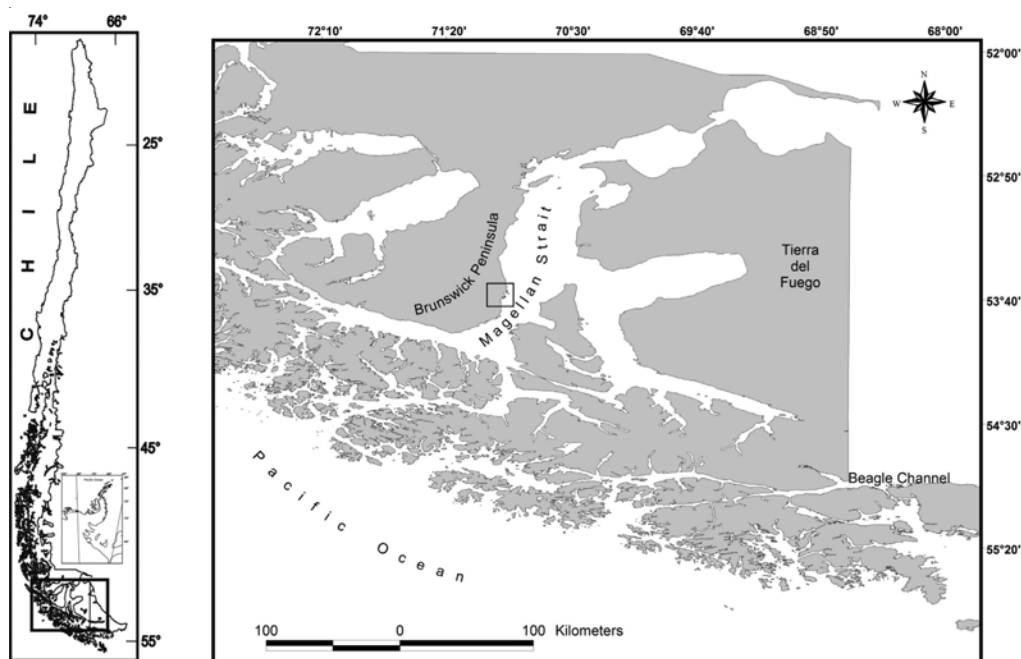 74° 66°
CHILE
25°
35°
45°
55°
72°10' 71°20' 70°30' 69°40' 68°50' 68°00'
52°00'
52°50'
53°40'
54°30'
55°20'
N
W E
S
Brunswick Peninsula
Magellan Strait
Tierra
del
Fuego
Beagle Channel
Pacific Ocean
100 0 100 Kilometers